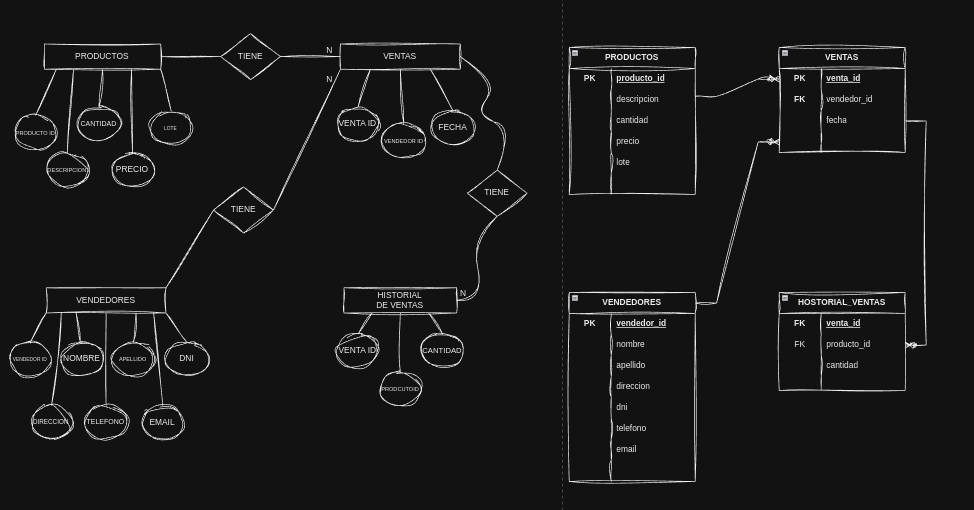 PRODUCTOS
TIENE
N
VENTAS
N
PRODUCTO ID
DESCRIPCION
CANTIDAD
PRECIO
LOTE
VENTA ID
VENDEDOR ID
FECHA
TIENE
TIENE
VENDEDORES
HISTORIAL
DE VENTAS
N
VENDEDOR ID
NOMBRE
APELLIDO
DNI
DIRECCION
TELEFONO
EMAIL
VENTA ID
PRODCUTOID
CANTIDAD
PRODUCTOS
PK producto_id
descripcion
cantidad
precio
lote
VENTAS
PK venta_id
FK vendedor_id
fecha
VENDEDORES
PK vendedor_id
nombre
apellido
direccion
dni
telefono
email
HOSTORIAL_VENTAS
FK venta_id
FK producto_id
cantidad